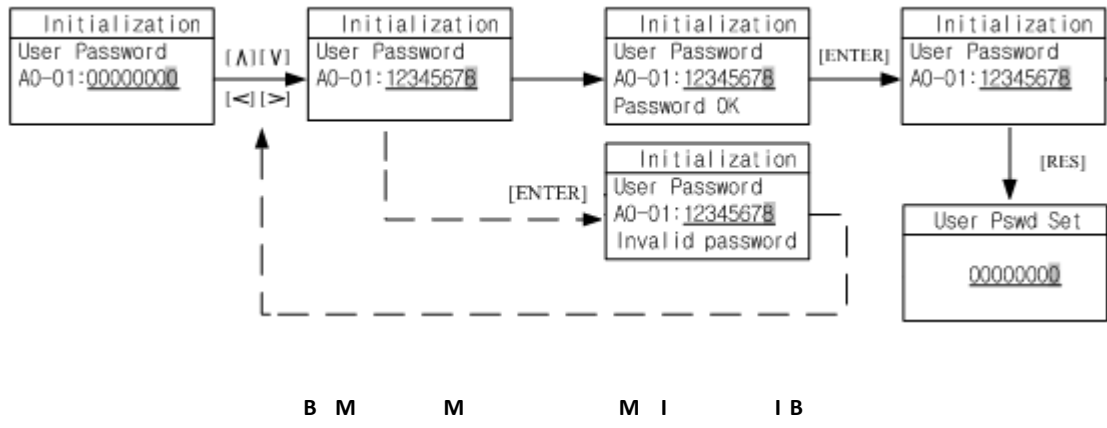 Initialization
User Password
A0-01:00000000
[∧][∨]
[<][>]
Initialization
User Password
A0-01:12345678
Initialization
User Password
A0-01:12345678
Password OK
[ENTER]
Initialization
User Password
A0-01:12345678
[ENTER]
Initialization
User Password
A0-01:12345678
Invalid password
[RES]
User Pswd Set
00000000
B M M M I I B